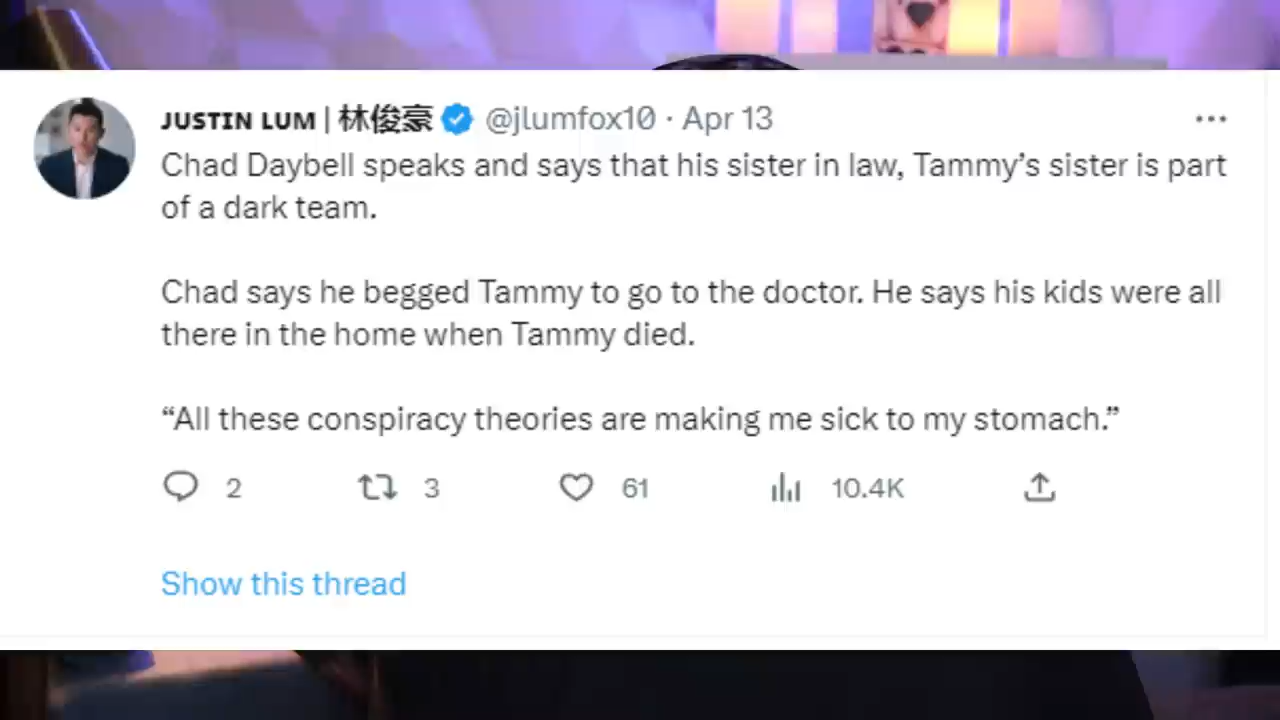 JUSTIN LUM | 林俊豪 @jlumfox10 · Apr 13
Chad Daybell speaks and says that his sister in law, Tammy’s sister is part
of a dark team.
Chad says he begged Tammy to go to the doctor. He says his kids were all
there in the home when Tammy died.
“All these conspiracy theories are making me sick to my stomach.”
2 3 61 10.4K
Show this thread